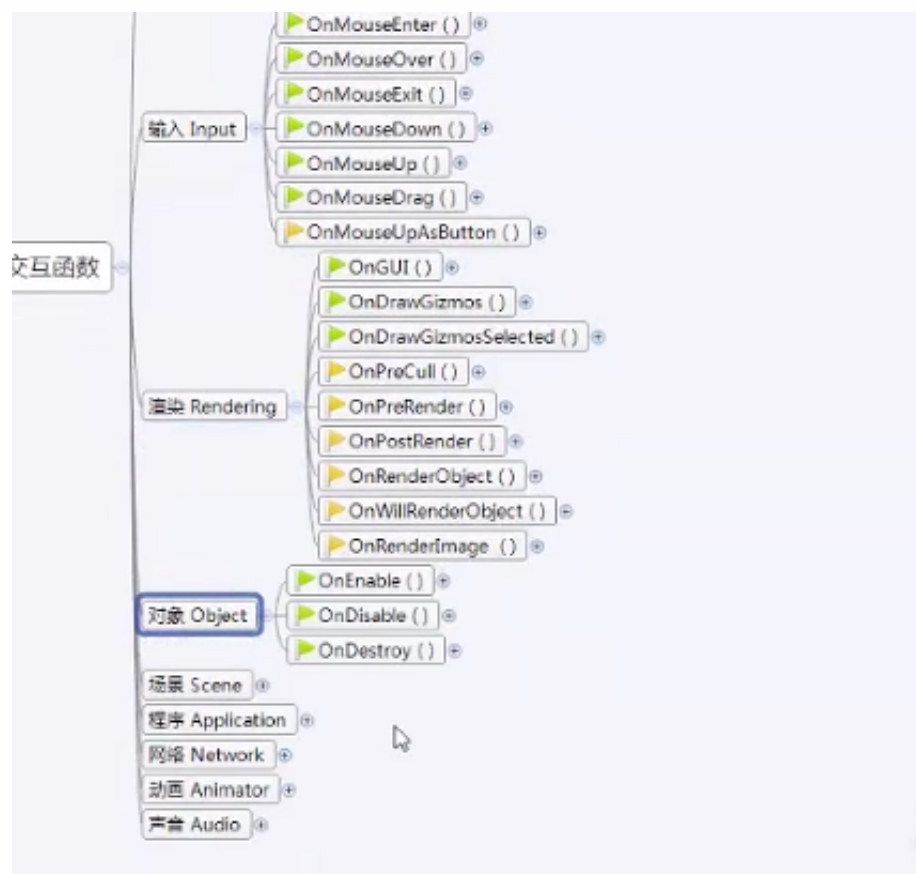 OnMouseEnter ( )
OnMouseOver ( )
OnMouseExit ( )
输入 Input
OnMouseDown ( )
OnMouseUp ( )
OnMouseDrag ( )
OnMouseUpAsButton ( )
交互函数
OnGUI ( )
OnDrawGizmos ( )
OnDrawGizmosSelected ( )
OnPreCull ( )
渲染 Rendering
OnPreRender ( )
OnPostRender ( )
OnRenderObject ( )
OnWillRenderObject ( )
OnRenderImage ( )
OnEnable ( )
对象 Object
OnDisable ( )
OnDestroy ( )
场景 Scene
程序 Application
网络 Network
动画 Animator
声音 Audio